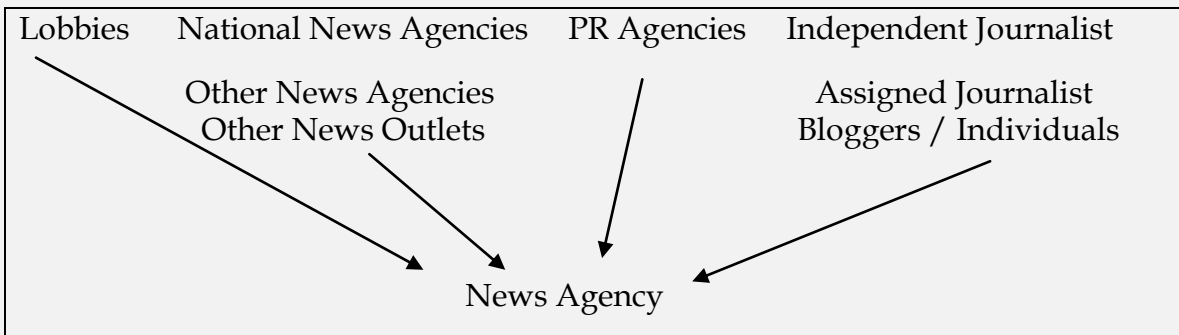 Lobbies National News Agencies PR Agencies Independent Journalist
Other News Agencies Assigned Journalist
Other News Outlets Bloggers / Individuals
News Agency